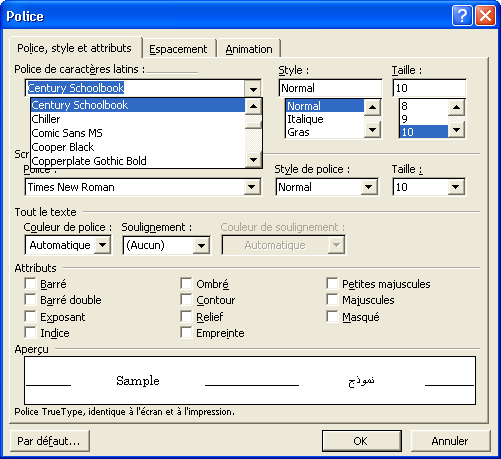 Police
Police, style et attributs Espacement Animation
Police de caractères latins : Style : Taille :
Century Schoolbook Normal 10
Century Schoolbook Normal 8
Chiller Italique 9
Comic Sans MS Gras 10
Cooper Black
Copperplate Gothic Bold
Police : Style de police : Taille :
Times New Roman Normal 10
Tout le texte
Couleur de police : Soulignement : Couleur de soulignement :
Automatique (Aucun) Automatique
Attributs
Barré Ombré Petites majuscules
Barré double Contour Majuscules
Exposant Relief Masqué
Indice Empreinte
Aperçu
Sample نموذج
Police TrueType, identique à l'écran et à l'impression.
Par défaut... OK Annuler